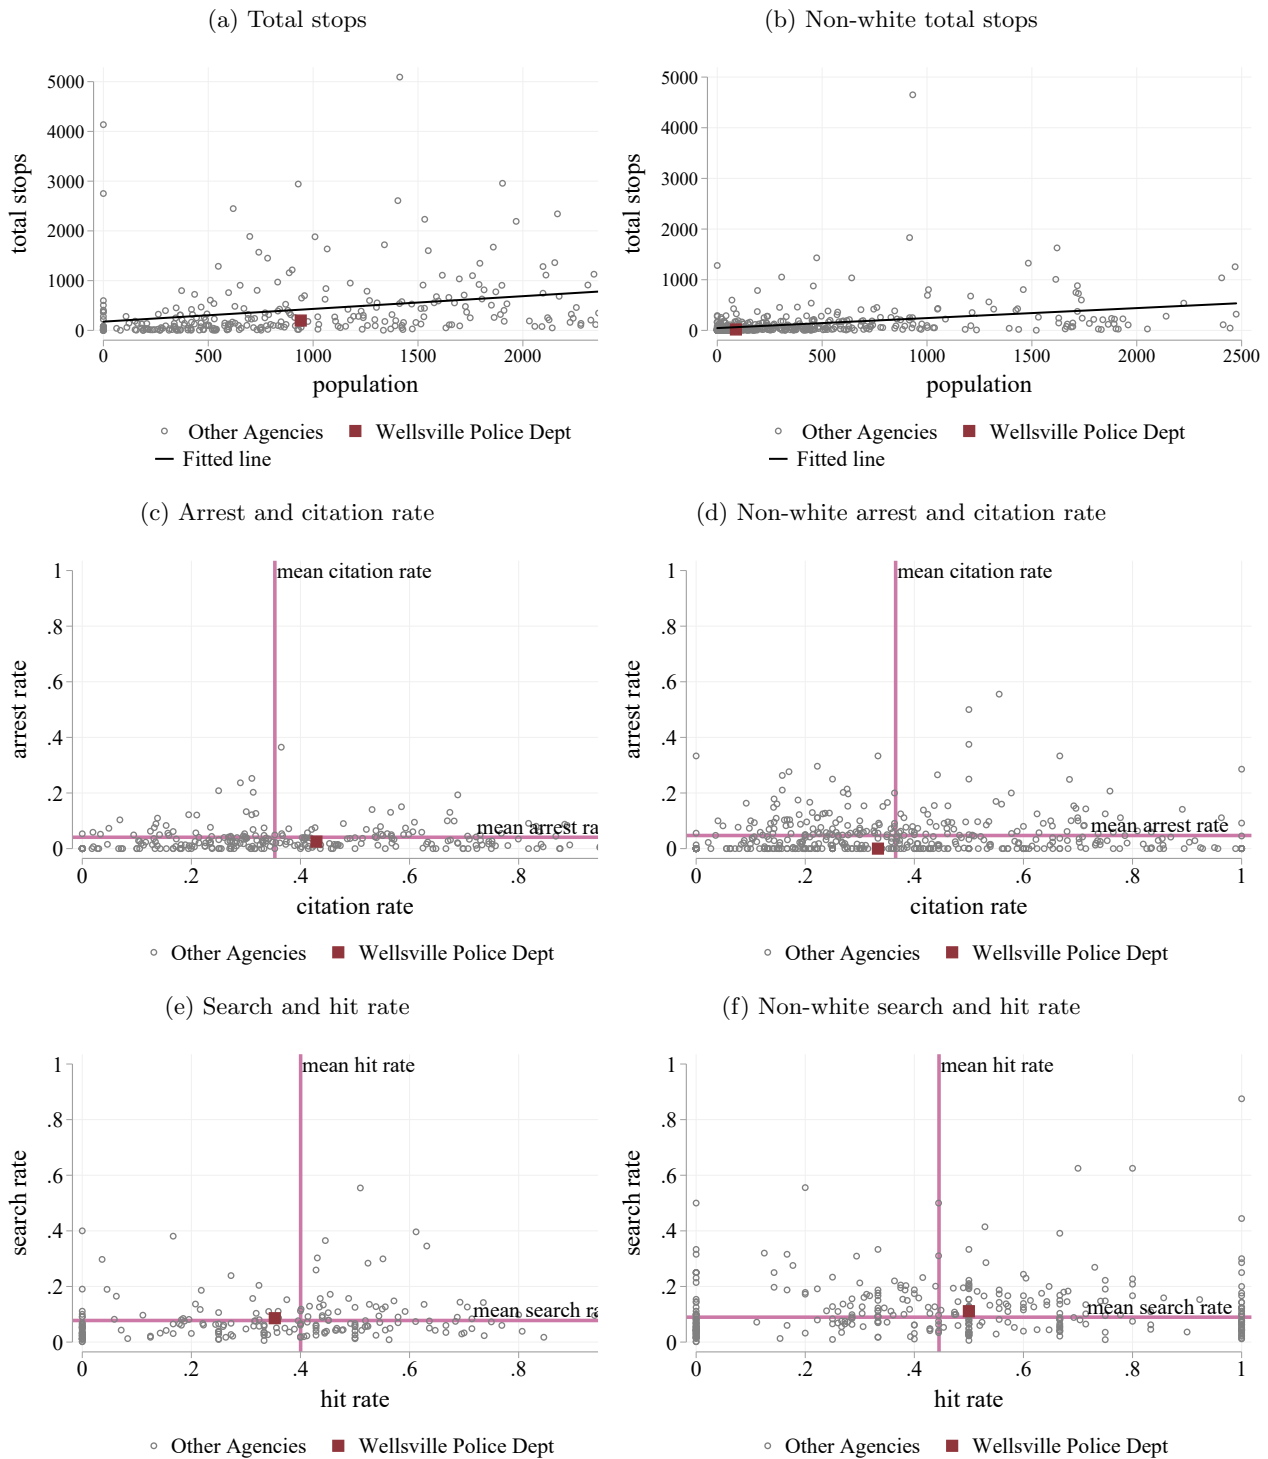 (a) Total stops
(b) Non-white total stops
total stops
5000
4000
3000
2000
1000
0
0 500 1000 1500 2000
population
Other Agencies Wellsville Police Dept
Fitted line
total stops
5000
4000
3000
2000
1000
0
0 500 1000 1500 2000 2500
population
Other Agencies Wellsville Police Dept
Fitted line
(c) Arrest and citation rate
(d) Non-white arrest and citation rate
arrest rate
1
.8
.6
.4
.2
0
mean citation rate
mean arrest ra
0 .2 .4 .6 .8
citation rate
Other Agencies Wellsville Police Dept
arrest rate
1
.8
.6
.4
.2
0
mean citation rate
mean arrest rate
0 .2 .4 .6 .8 1
citation rate
Other Agencies Wellsville Police Dept
(e) Search and hit rate
(f) Non-white search and hit rate
search rate
1
.8
.6
.4
.2
0
mean hit rate
mean search ra
0 .2 .4 .6 .8
hit rate
Other Agencies Wellsville Police Dept
search rate
1
.8
.6
.4
.2
0
mean hit rate
mean search rate
0 .2 .4 .6 .8 1
hit rate
Other Agencies Wellsville Police Dept